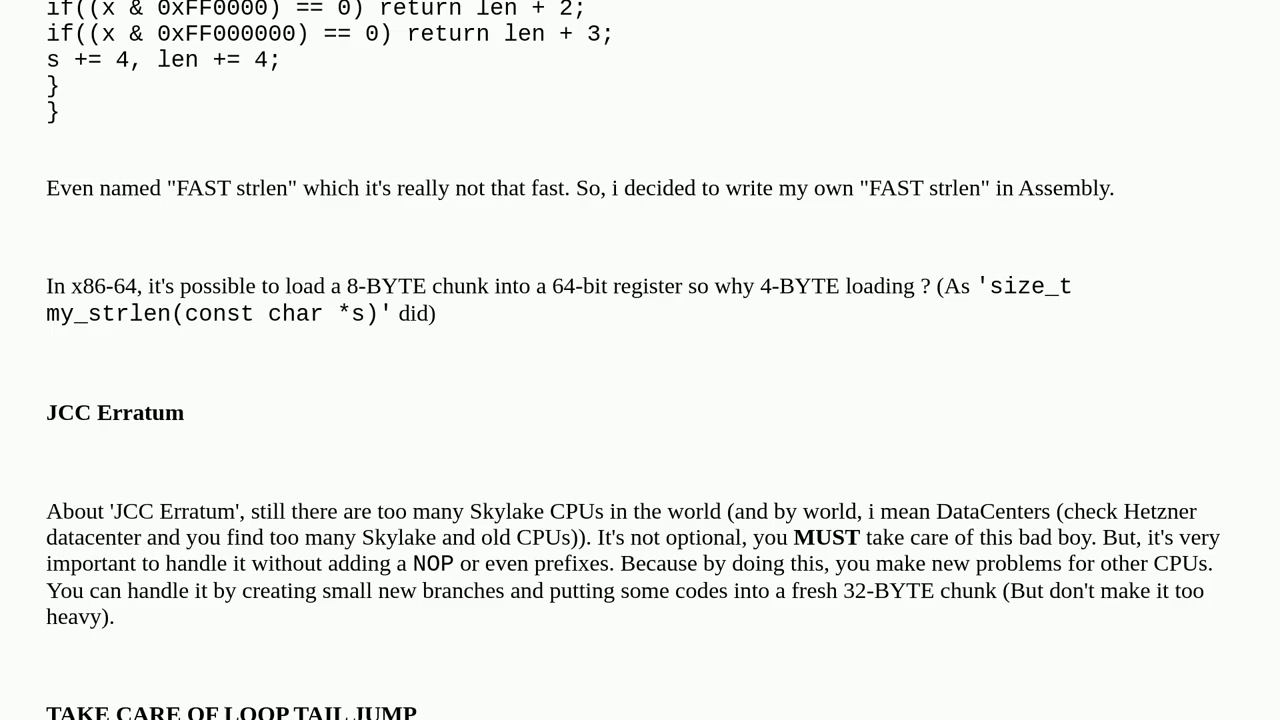 if((x & 0xFF0000) == 0) return len + 2;
if((x & 0xFF000000) == 0) return len + 3;
s += 4, len += 4;
}
}
Even named "FAST strlen" which it's really not that fast. So, i decided to write my own "FAST strlen" in Assembly.
In x86-64, it's possible to load a 8-BYTE chunk into a 64-bit register so why 4-BYTE loading ? (As 'size_t
my_strlen(const char *s)' did)
JCC Erratum
About 'JCC Erratum', still there are too many Skylake CPUs in the world (and by world, i mean DataCenters (check Hetzner
datacenter and you find too many Skylake and old CPUs)). It's not optional, you MUST take care of this bad boy. But, it's very
important to handle it without adding a NOP or even prefixes. Because by doing this, you make new problems for other CPUs.
You can handle it by creating small new branches and putting some codes into a fresh 32-BYTE chunk (But don't make it too
heavy).
TAKE CARE OF LOOP TAIL JUMP